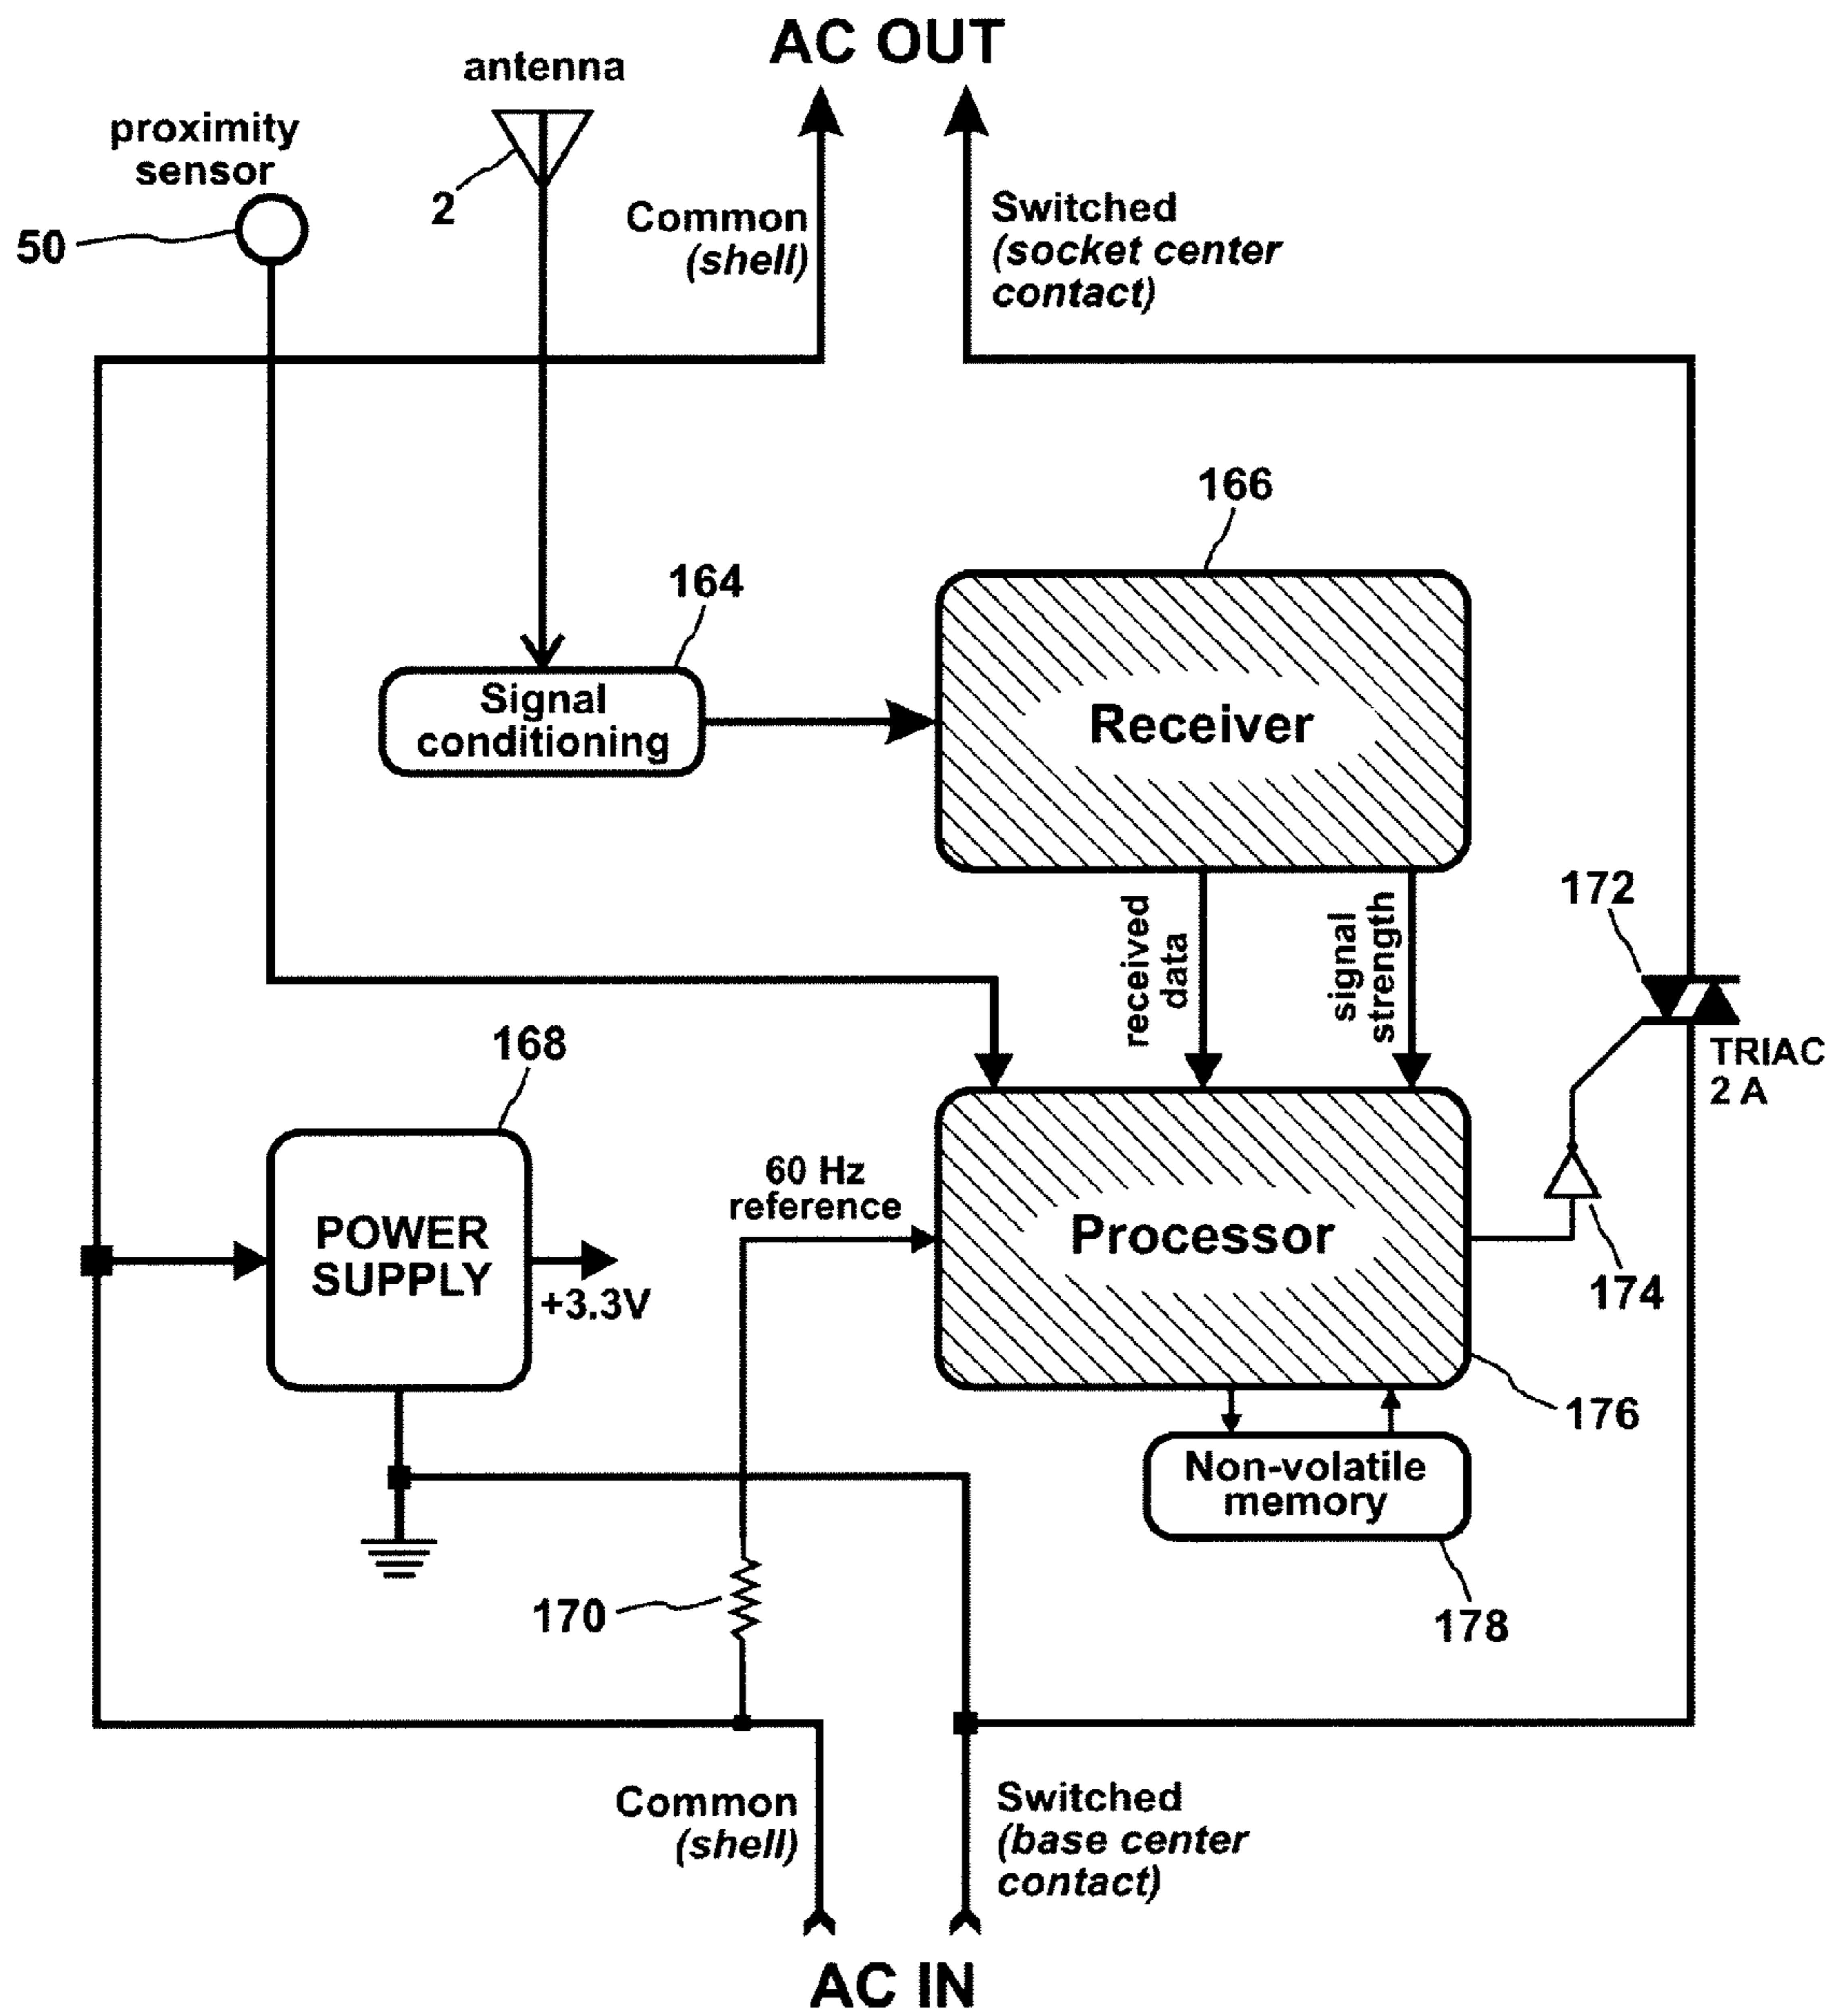 AC OUT
antenna
proximity
sensor
2
50
Common
(shell)
Switched
(socket center
contact)
166
164
Signal
conditioning
Receiver
172
received
data
signal
strength
168
TRIAC
2 A
60 Hz
reference
POWER
SUPPLY
+3.3V
Processor
174
176
Non-volatile
memory
170
178
Common
(shell)
Switched
(base center
contact)
AC IN